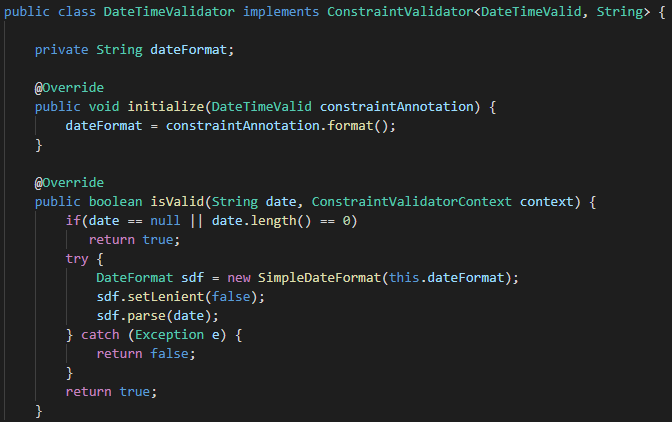 public class DateTimeValidator implements ConstraintValidator<DateTimeValid, String> {
private String dateFormat;
@Override
public void initialize(DateTimeValid constraintAnnotation) {
dateFormat = constraintAnnotation.format();
}
@Override
public boolean isValid(String date, ConstraintValidatorContext context) {
if(date == null || date.length() == 0)
return true;
try {
DateFormat sdf = new SimpleDateFormat(this.dateFormat);
sdf.setLenient(false);
sdf.parse(date);
} catch (Exception e) {
return false;
}
return true;
}